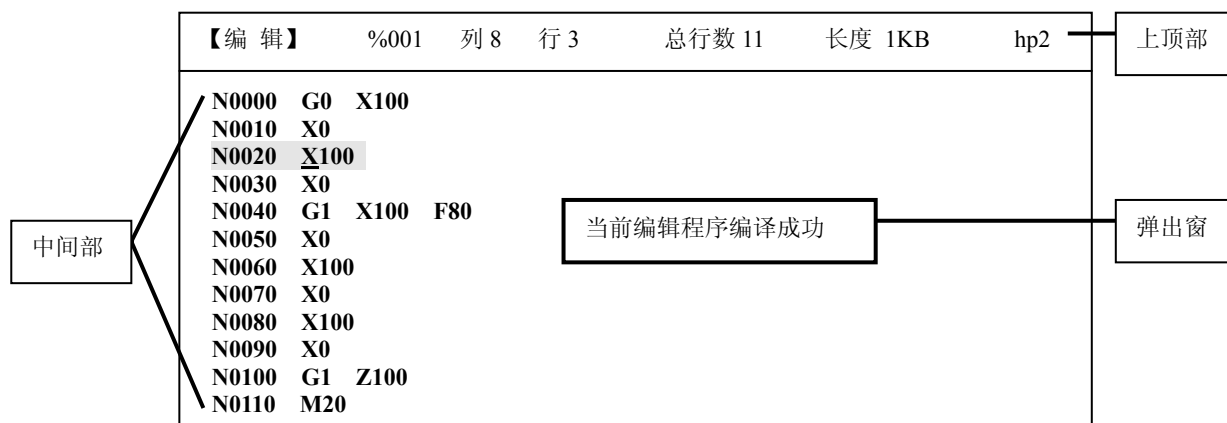 【编 辑】 %001 列 8 行 3 总行数 11 长度 1KB hp2
上顶部
N0000 G0 X100
N0010 X0
N0020 X100
N0030 X0
N0040 G1 X100 F80
N0050 X0
N0060 X100
N0070 X0
N0080 X100
N0090 X0
N0100 G1 Z100
N0110 M20
中间部
当前编辑程序编译成功
弹出窗